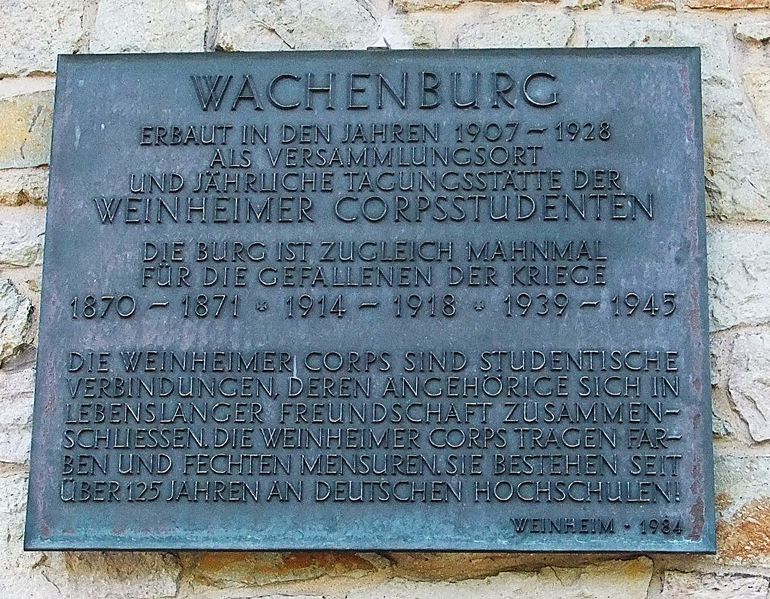 WACHENBURG
ERBAUT IN DEN JAHREN 1907 – 1928
ALS VERSAMMLUNGSORT
UND JÄHRLICHE TAGUNGSSTÄTTE DER
WEINHEIMER CORPSSTUDENTEN
DIE BURG IST ZUGLEICH MAHNMAL
FÜR DIE GEFALLENEN DER KRIEGE
1870 – 1871 * 1914 – 1918 * 1939 – 1945
DIE WEINHEIMER CORPS SIND STUDENTISCHE
VERBINDUNGEN, DEREN ANGEHÖRIGE SICH IN
LEBENSLANGER FREUNDSCHAFT ZUSAMMEN-
SCHLIESSEN. DIE WEINHEIMER CORPS TRAGEN FAR-
BEN UND FECHTEN MENSUREN. SIE BESTEHEN SEIT
ÜBER 125 JAHREN AN DEUTSCHEN HOCHSCHULEN.
WEINHEIM · 1984